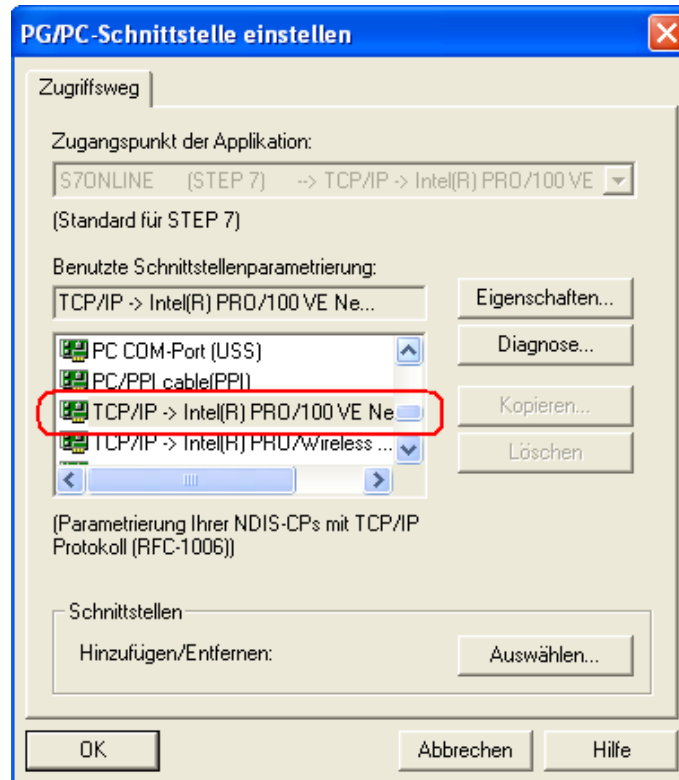 PG/PC-Schnittstelle einstellen
Zugriffsweg
Zugangspunkt der Applikation:
S7ONLINE (STEP 7) --> TCP/IP -> Intel(R) PRO/100 VE
(Standard für STEP 7)
Benutzte Schnittstellenparametrierung:
TCP/IP -> Intel(R) PRO/100 VE Ne...
Eigenschaften...
PC COM-Port (USS)
Diagnose...
PC/PPI cable(PPI)
TCP/IP -> Intel(R) PRO/100 VE Ne
Kopieren...
TCP/IP -> Intel(R) PRO/Wireless ...
Löschen
(Parametrierung Ihrer NDIS-CPs mit TCP/IP
Protokoll (RFC-1006))
Schnittstellen
Hinzufügen/Entfernen:
Auswählen...
OK
Abbrechen
Hilfe